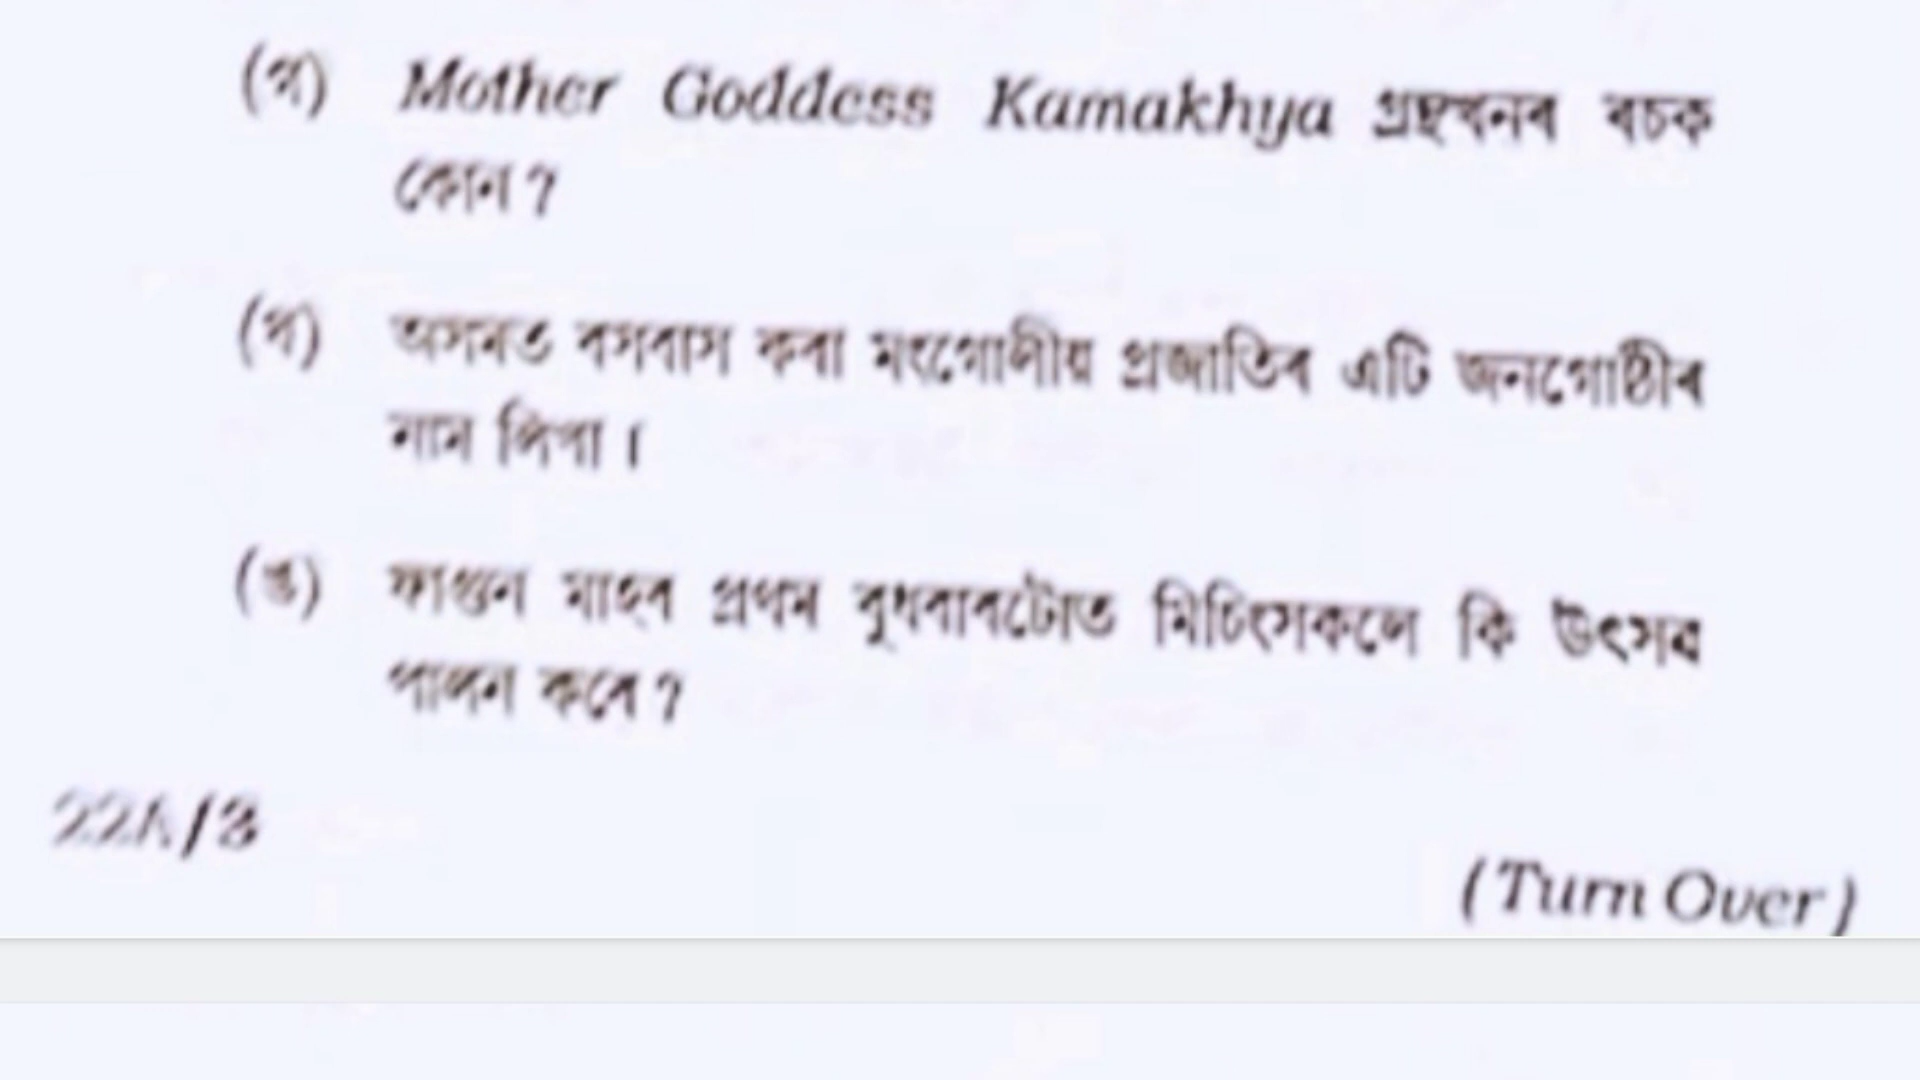 (গ) Mother Goddess Kamakhya গ্ৰন্থখনৰ ৰচক
কোন?
(ঘ) অসমত বসবাস কৰা মংগোলীয় প্ৰজাতিৰ এটি জনগোষ্ঠীৰ
নাম লিখা।
(ঙ) ফাগুন মাহৰ প্ৰথম বুধবাৰটোত মিচিংসকলে কি উৎসৱ
পালন কৰে?
22A/3
(Turn Over)